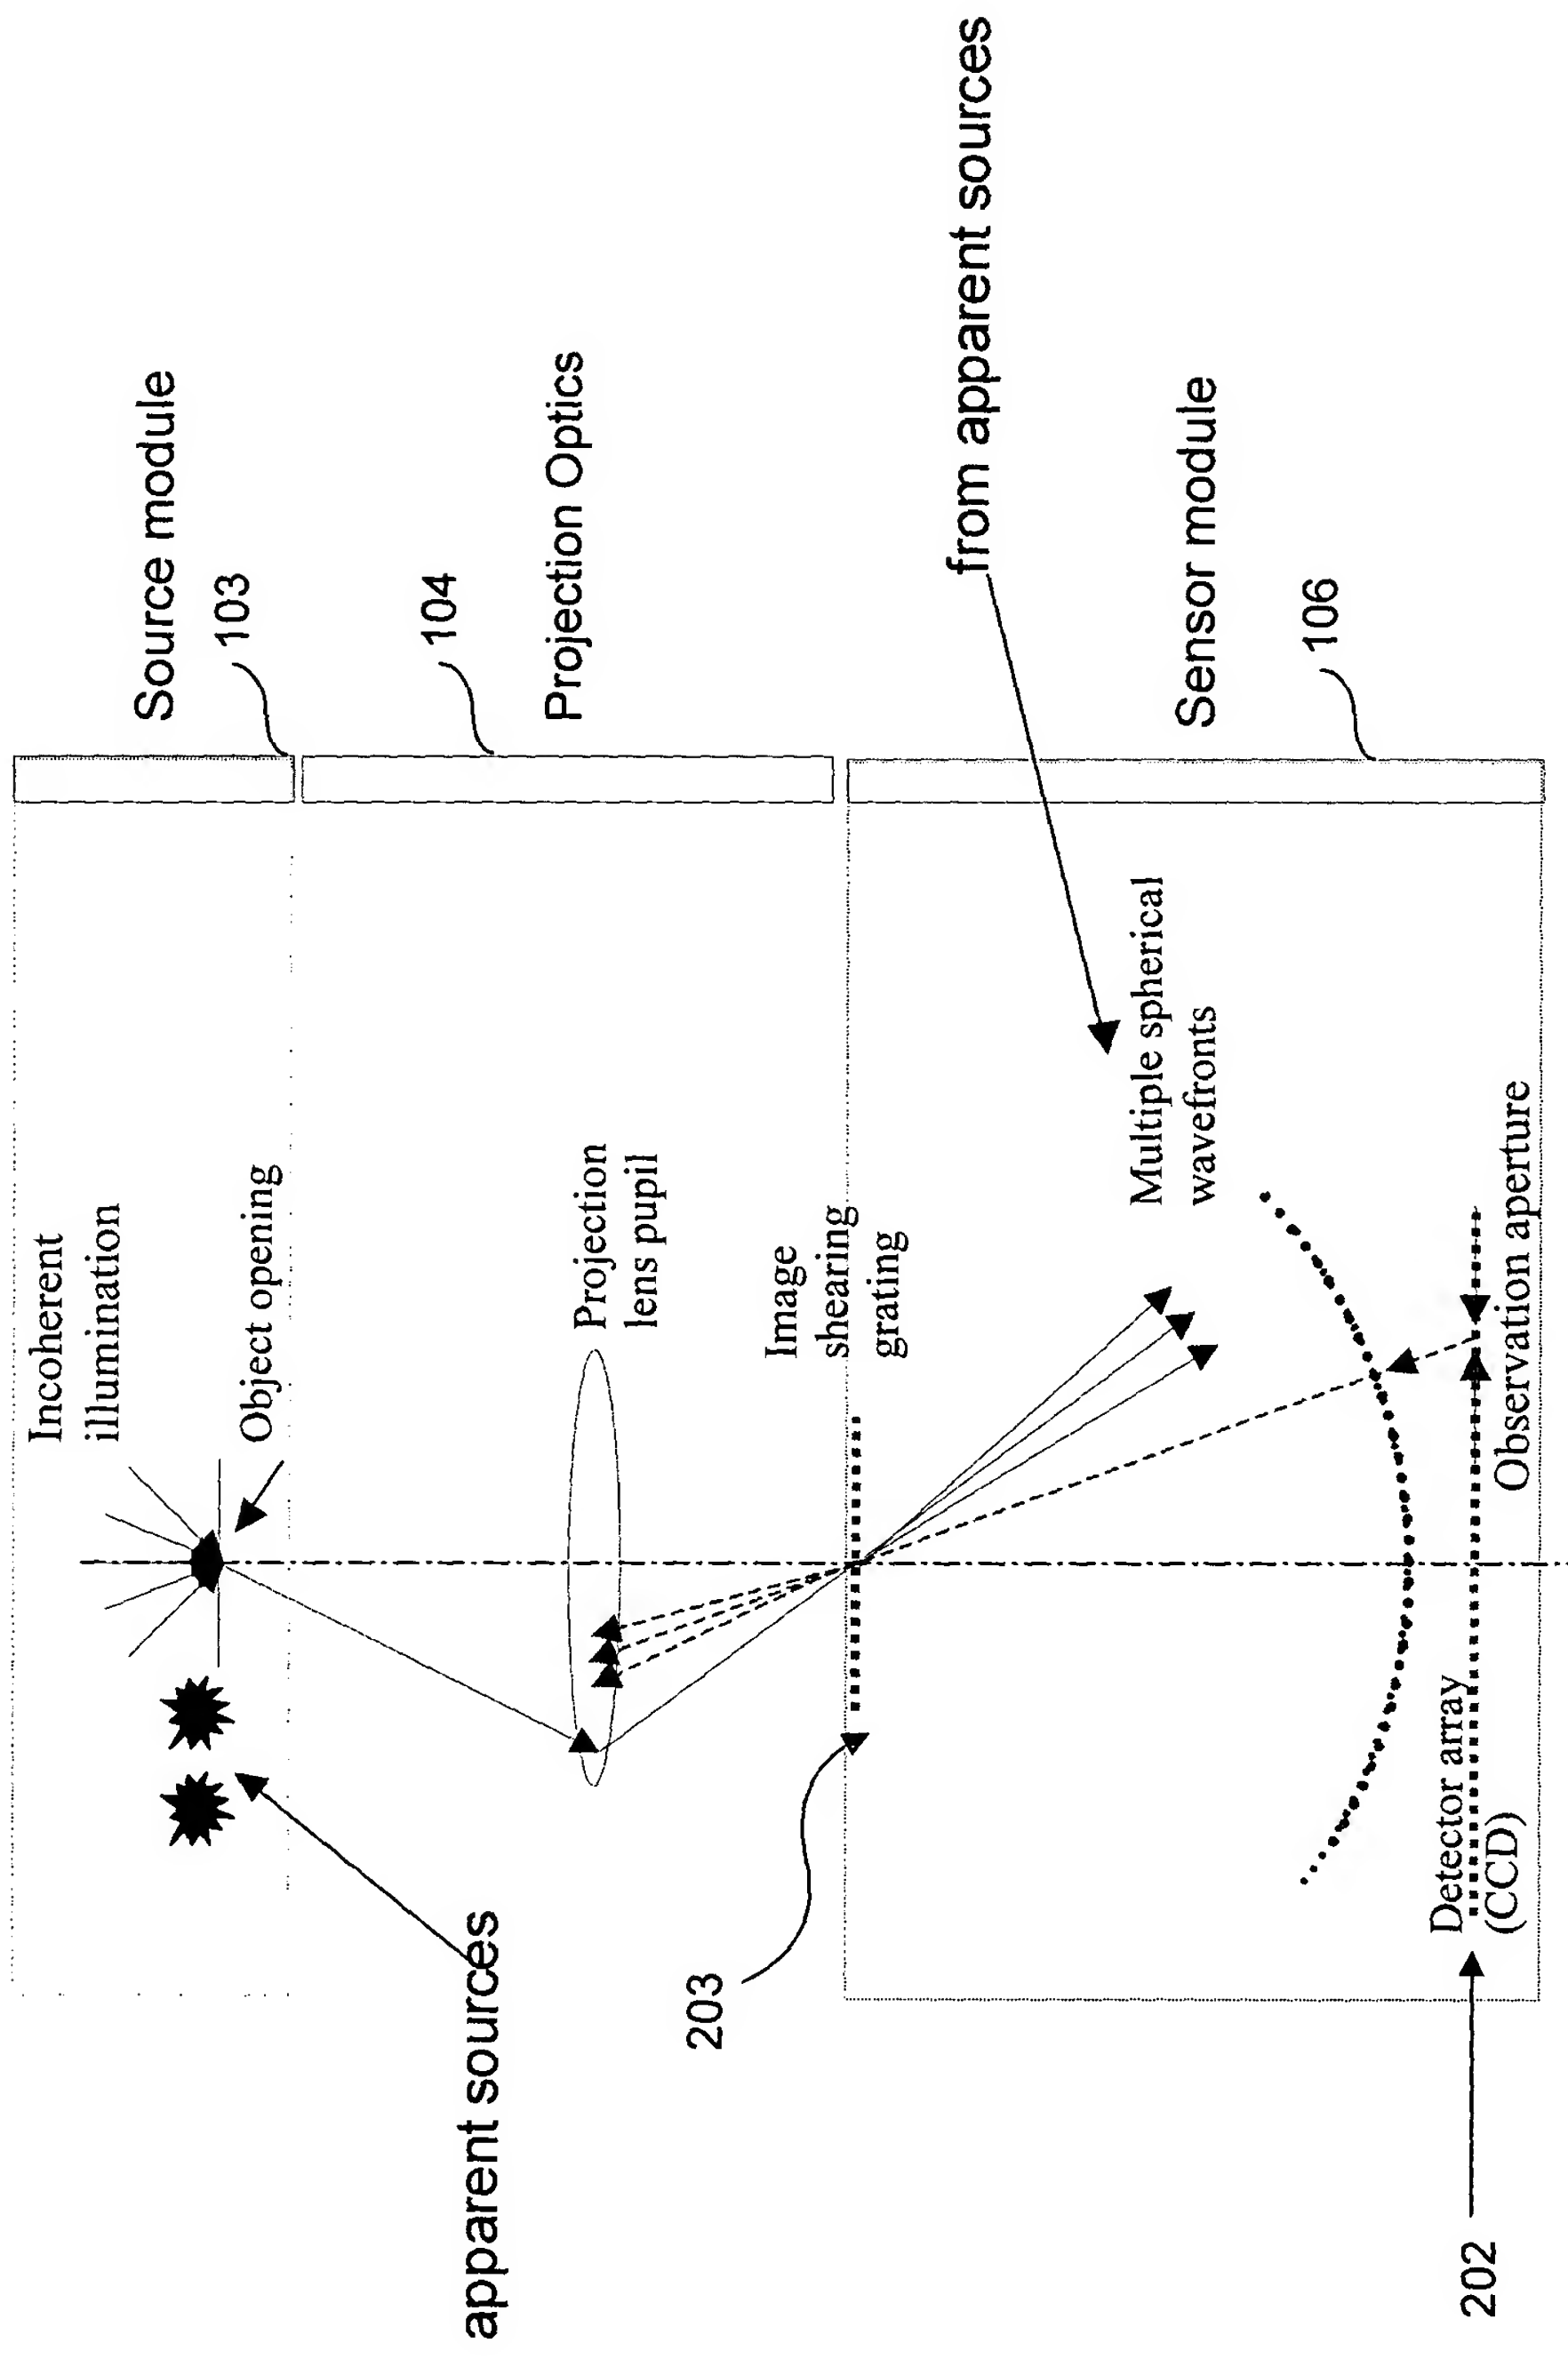 Source module
103
104
Projection Optics
from apparent sources
Sensor module
106
Incoherent
illumination
Object opening
Projection
lens pupil
Image
shearing
grating
Multiple spherical
wavefronts
Observation aperture
Detector array
(CCD)
apparent sources
203
202